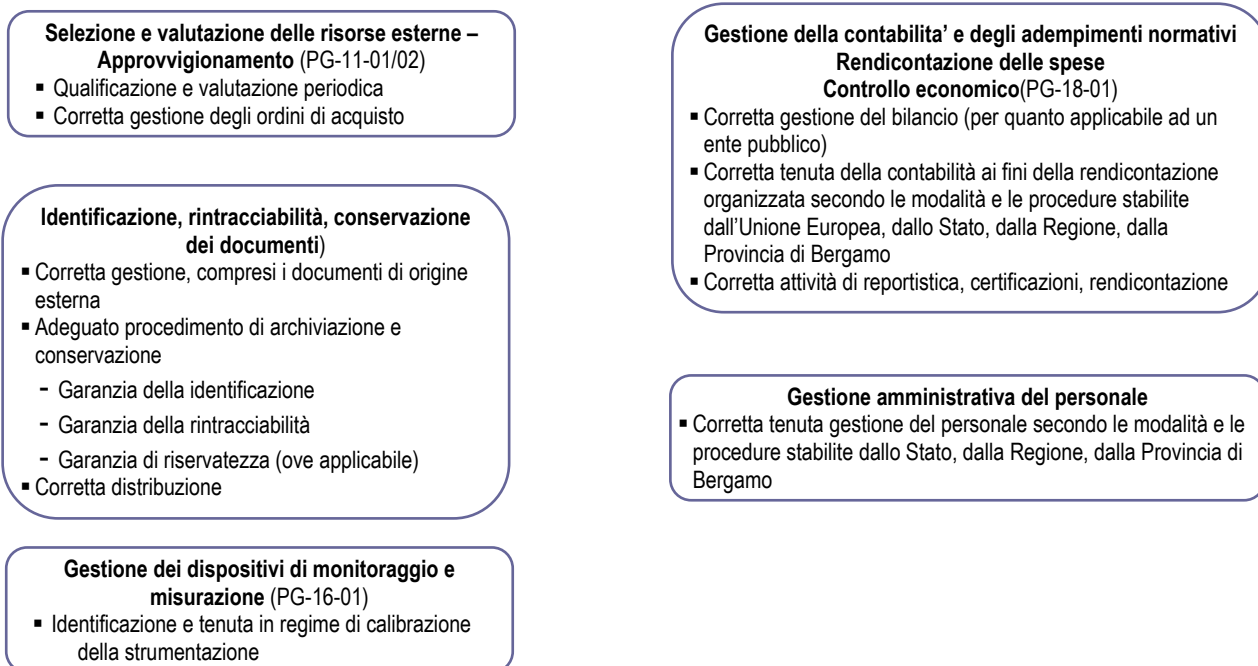 Selezione e valutazione delle risorse esterne –
Approvvigionamento (PG-11-01/02)
▪ Qualificazione e valutazione periodica
▪ Corretta gestione degli ordini di acquisto
Identificazione, rintracciabilità, conservazione
dei documenti)
▪ Corretta gestione, compresi i documenti di origine
esterna
▪ Adeguato procedimento di archiviazione e
conservazione
- Garanzia della identificazione
- Garanzia della rintracciabilità
- Garanzia di riservatezza (ove applicabile)
▪ Corretta distribuzione
Gestione dei dispositivi di monitoraggio e
misurazione (PG-16-01)
▪ Identificazione e tenuta in regime di calibrazione
della strumentazione
Gestione della contabilita' e degli adempimenti normativi
Rendicontazione delle spese
Controllo economico(PG-18-01)
▪ Corretta gestione del bilancio (per quanto applicabile ad un
ente pubblico)
▪ Corretta tenuta della contabilità ai fini della rendicontazione
organizzata secondo le modalità e le procedure stabilite
dall'Unione Europea, dallo Stato, dalla Regione, dalla
Provincia di Bergamo
▪ Corretta attività di reportistica, certificazioni, rendicontazione
Gestione amministrativa del personale
▪ Corretta tenuta gestione del personale secondo le modalità e le
procedure stabilite dallo Stato, dalla Regione, dalla Provincia di
Bergamo